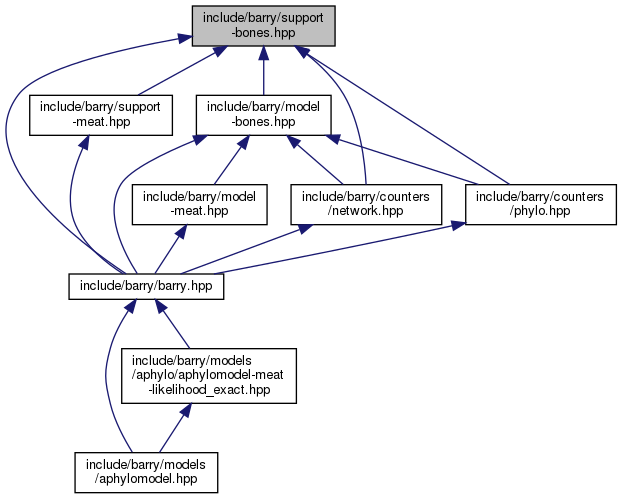 include/barry/support
-bones.hpp
include/barry/support
-meat.hpp
include/barry/model
-bones.hpp
include/barry/model
-meat.hpp
include/barry/counters
/network.hpp
include/barry/counters
/phylo.hpp
include/barry/barry.hpp
include/barry/models
/aphylo/aphylomodel-meat
-likelihood_exact.hpp
include/barry/models
/aphylomodel.hpp